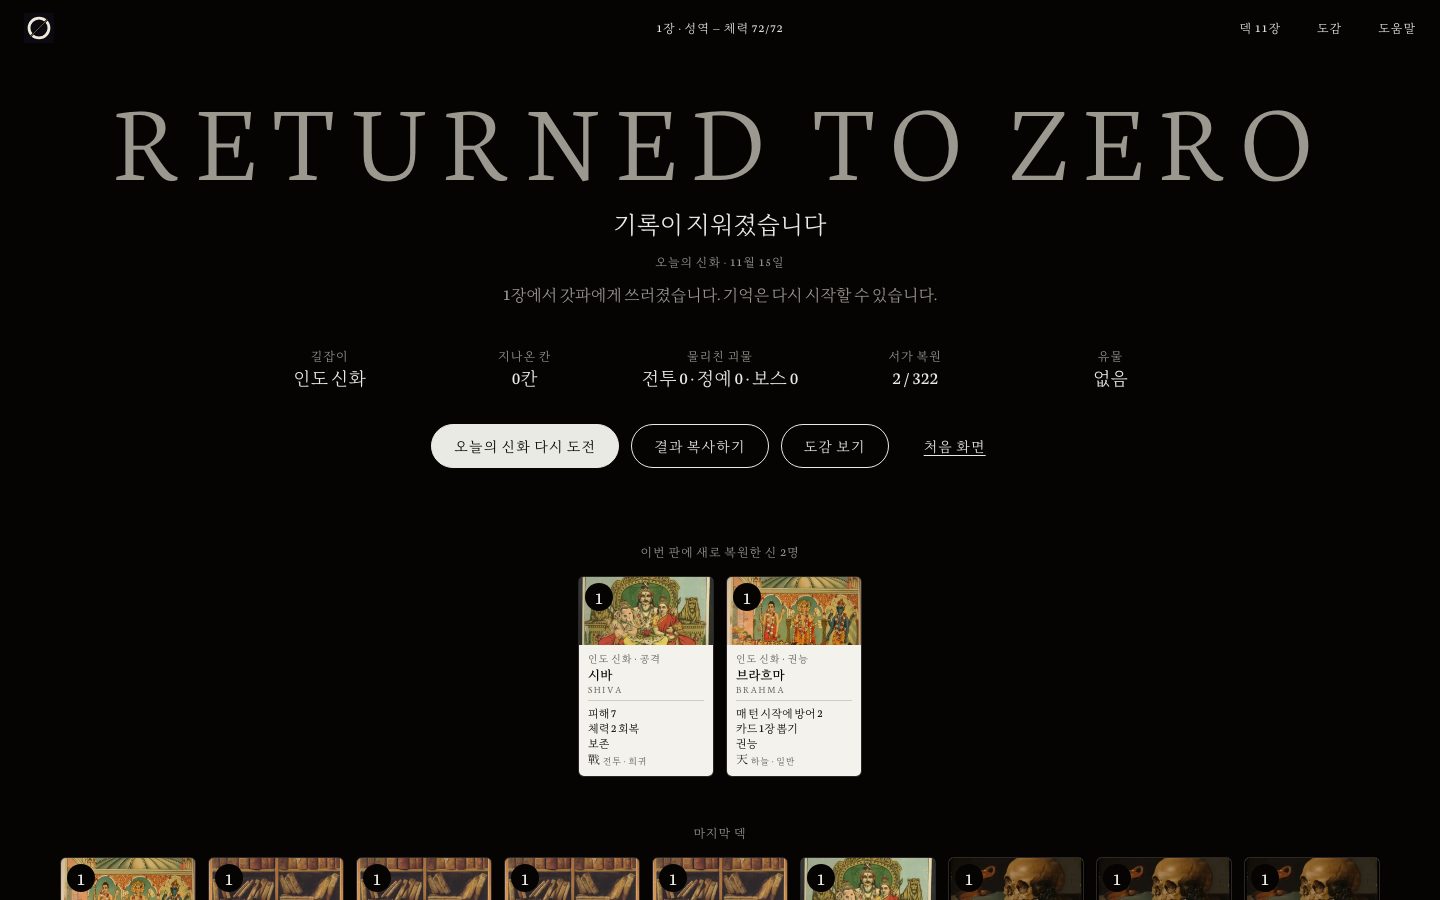 1장 · 성역 – 체력 72/72
덱 11장
도감
도움말
RETURNED TO ZERO
기록이 지워졌습니다
오늘의 신화 · 11월 15일
1장에서 갓파에게 쓰러졌습니다. 기억은 다시 시작할 수 있습니다.
길잡이
인도 신화
지나온 칸
0칸
물리친 괴물
전투 0 · 정예 0 · 보스 0
서가 복원
2 / 322
유물
없음
오늘의 신화 다시 도전
결과 복사하기
도감 보기
처음 화면
이번 판에 새로 복원한 신 2명
1
인도 신화 · 공격
시바
SHIVA
피해 7
체력 2 회복
보존
戰 전투 · 희귀
1
인도 신화 · 권능
브라흐마
BRAHMA
매 턴 시작에 방어 2
카드 1장 뽑기
권능
天 하늘 · 일반
마지막 덱
1
1
1
1
1
1
1
1
1